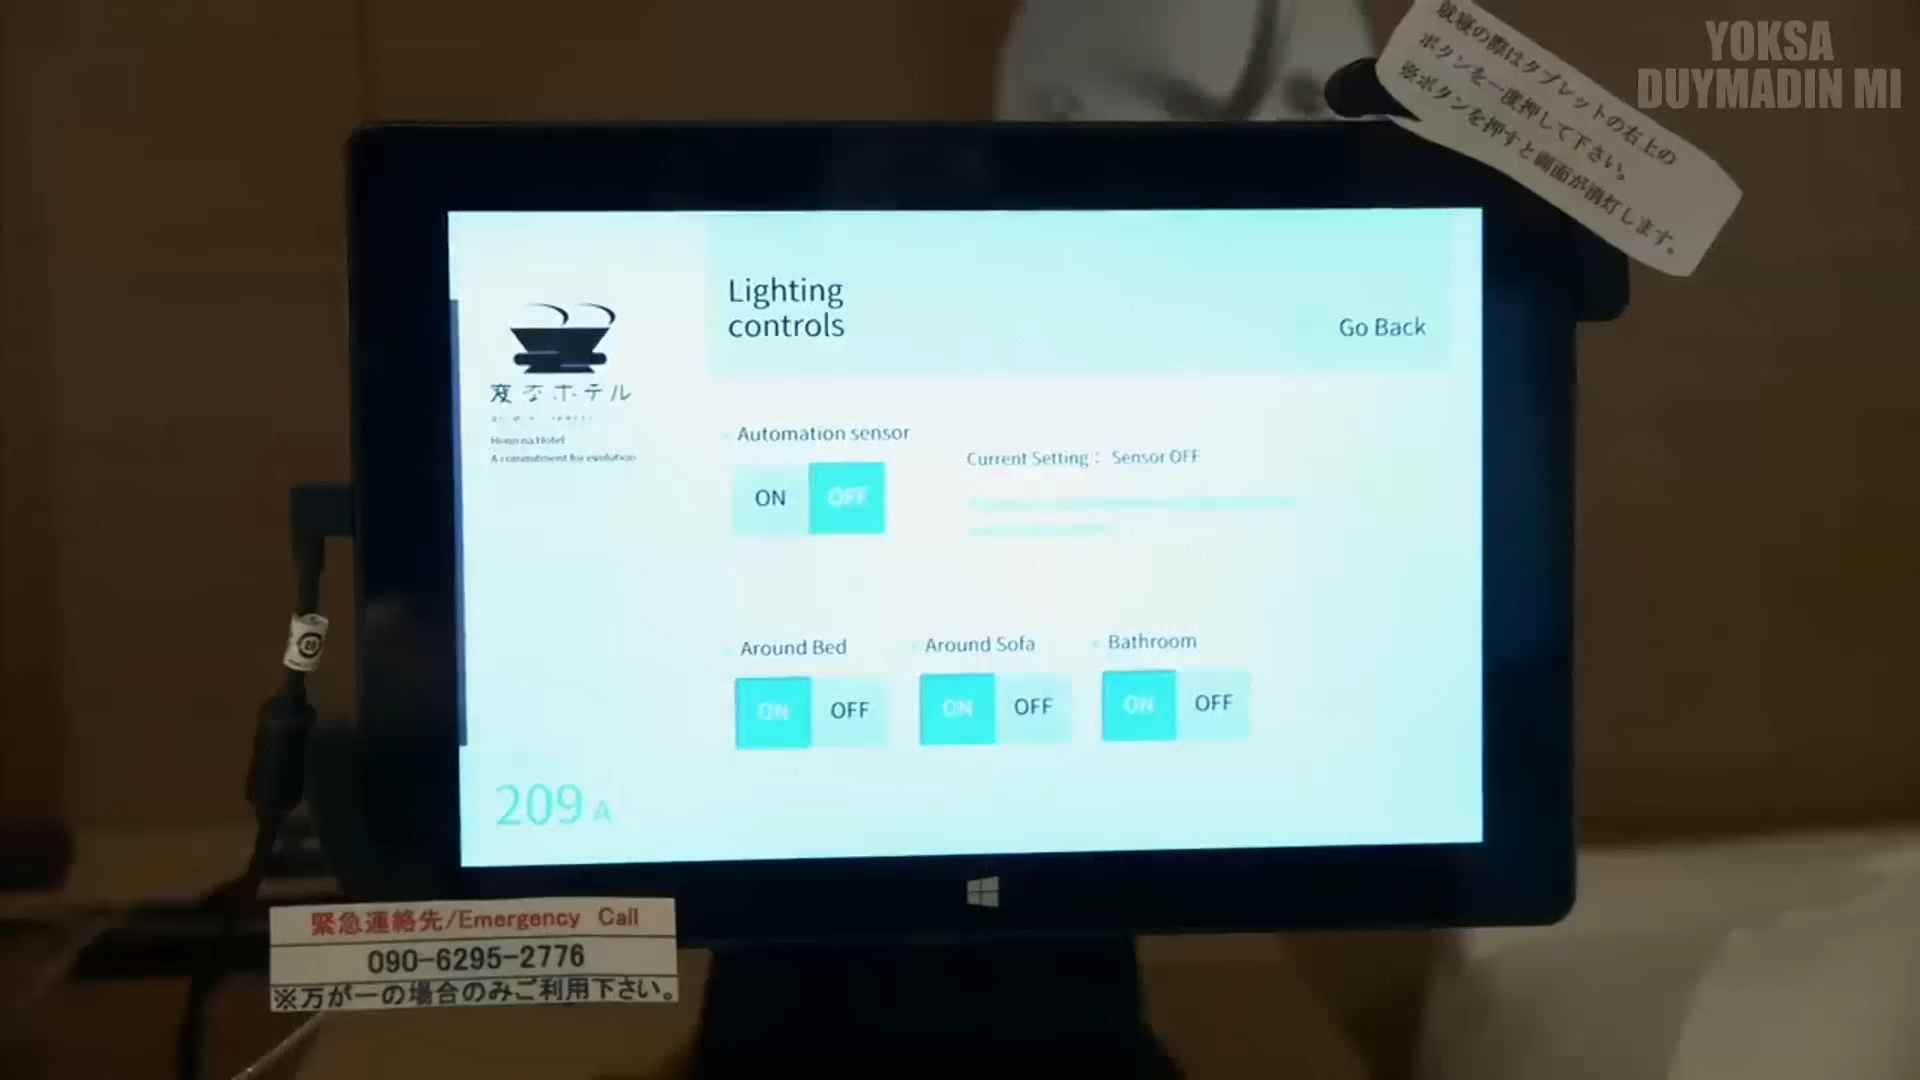 YOKSA
DUYMADIN MI
就寝の際はタブレットの右上の
ボタンを一度押して下さい。
※ボタンを押すと画面が消灯します。
Lighting
controls
Go Back
変なホテル
Henn na Hotel
A commitment for evolution
Automation sensor
ON OFF
Current Setting : Sensor OFF
Around Bed
Around Sofa
Bathroom
ON OFF
ON OFF
ON OFF
209 A
緊急連絡先/Emergency Call
090-6295-2776
※万が一の場合のみご利用下さい。